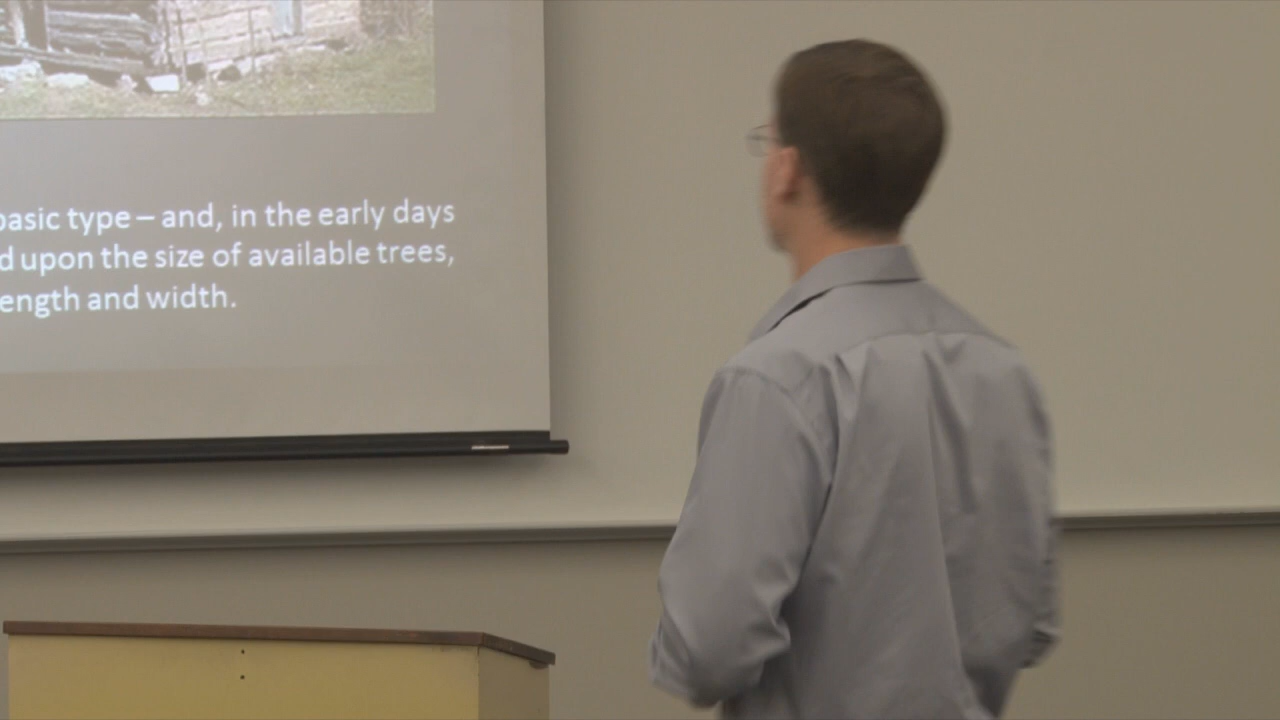 basic type – and, in the early days
d upon the size of available trees,
ength and width.